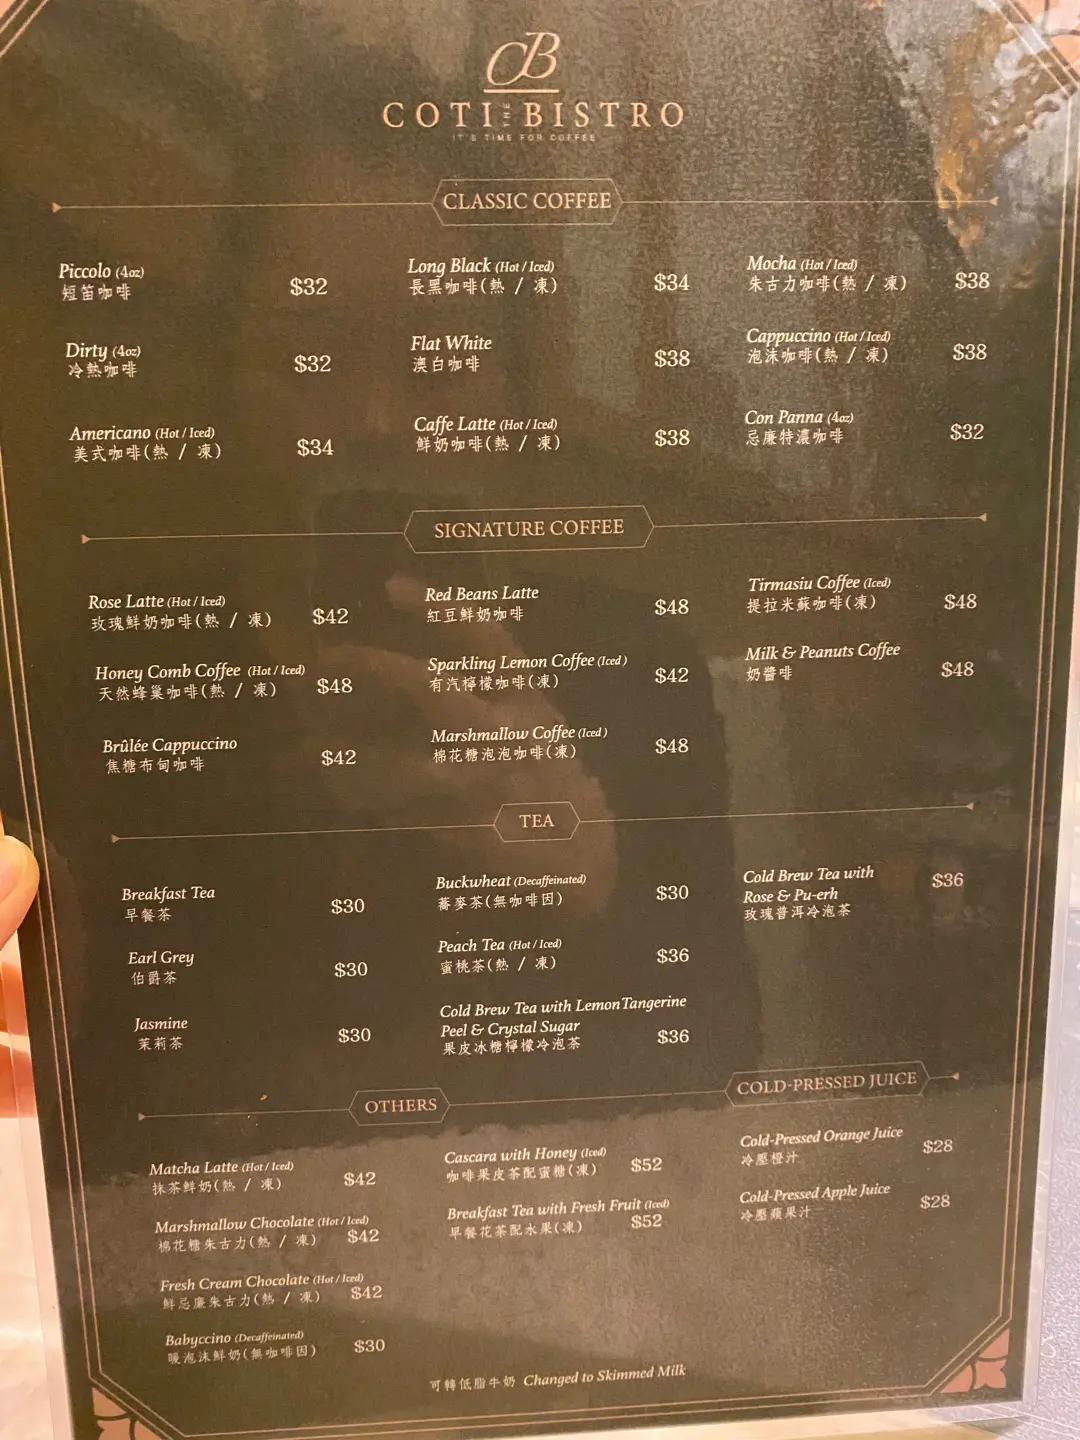 CB
COTI THE BISTRO
IT'S TIME FOR COFFEE
CLASSIC COFFEE
Piccolo (4oz)
短笛咖啡
$32
Long Black (Hot / Iced)
長黑咖啡(熱 / 凍)
$34
Mocha (Hot / Iced)
朱古力咖啡(熱 / 凍)
$38
Dirty (4oz)
冷熱咖啡
$32
Flat White
澳白咖啡
$38
Cappuccino (Hot / Iced)
泡沫咖啡(熱 / 凍)
$38
Americano (Hot / Iced)
美式咖啡(熱 / 凍)
$34
Caffe Latte (Hot / Iced)
鮮奶咖啡(熱 / 凍)
$38
Con Panna (4oz)
忌廉特濃咖啡
$32
SIGNATURE COFFEE
Rose Latte (Hot / Iced)
玫瑰鮮奶咖啡(熱 / 凍)
$42
Red Beans Latte
紅豆鮮奶咖啡
$48
Tirmasiu Coffee (Iced)
提拉米蘇咖啡(凍)
$48
Honey Comb Coffee (Hot / Iced)
天然蜂巢咖啡(熱 / 凍)
$48
Sparkling Lemon Coffee (Iced )
有汽檸檬咖啡(凍)
$42
Milk & Peanuts Coffee
奶醬啡
$48
Brûlée Cappuccino
焦糖布甸咖啡
$42
Marshmallow Coffee (Iced )
棉花糖泡泡咖啡(凍)
$48
TEA
Breakfast Tea
早餐茶
$30
Buckwheat (Decaffeinated)
蕎麥茶(無咖啡因)
$30
Cold Brew Tea with
Rose & Pu-erh
玫瑰普洱冷泡茶
$36
Earl Grey
伯爵茶
$30
Peach Tea (Hot / Iced)
蜜桃茶(熱 / 凍)
$36
Jasmine
茉莉茶
$30
Cold Brew Tea with Lemon Tangerine
Peel & Crystal Sugar
果皮冰糖檸檬冷泡茶
$36
OTHERS
Matcha Latte (Hot / Iced)
抹茶鮮奶(熱 / 凍)
$42
Cascara with Honey (Iced)
咖啡果皮茶配蜜糖(凍)
$52
Marshmallow Chocolate (Hot / Iced)
棉花糖朱古力(熱 / 凍)
$42
Breakfast Tea with Fresh Fruit (Iced)
早餐花茶配水果(凍)
$52
Fresh Cream Chocolate (Hot / Iced)
鮮忌廉朱古力(熱 / 凍)
$42
Babyccino (Decaffeinated)
暖泡沫鮮奶(無咖啡因)
$30
COLD-PRESSED JUICE
Cold-Pressed Orange Juice
冷壓橙汁
$28
Cold-Pressed Apple Juice
冷壓蘋果汁
$28
可轉低脂牛奶 Changed to Skimmed Milk